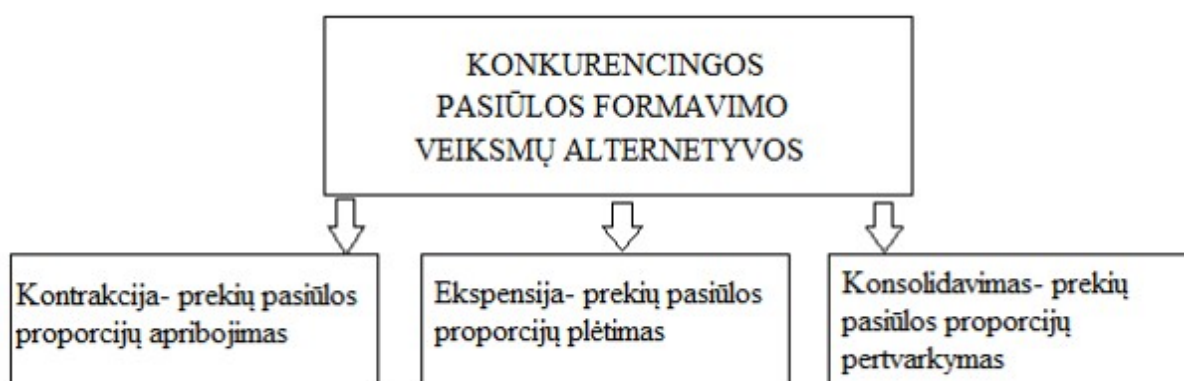 KONKURENCINGOS
PASIŪLOS FORMAVIMO
VEIKSMŲ ALTERNETYVOS
Kontrakcija- prekių pasiūlos
proporcijų apribojimas
Ekspensija- prekių pasiūlos
proporcijų plėtimas
Konsolidavimas- prekių
pasiūlos proporcijų
pertvarkymas